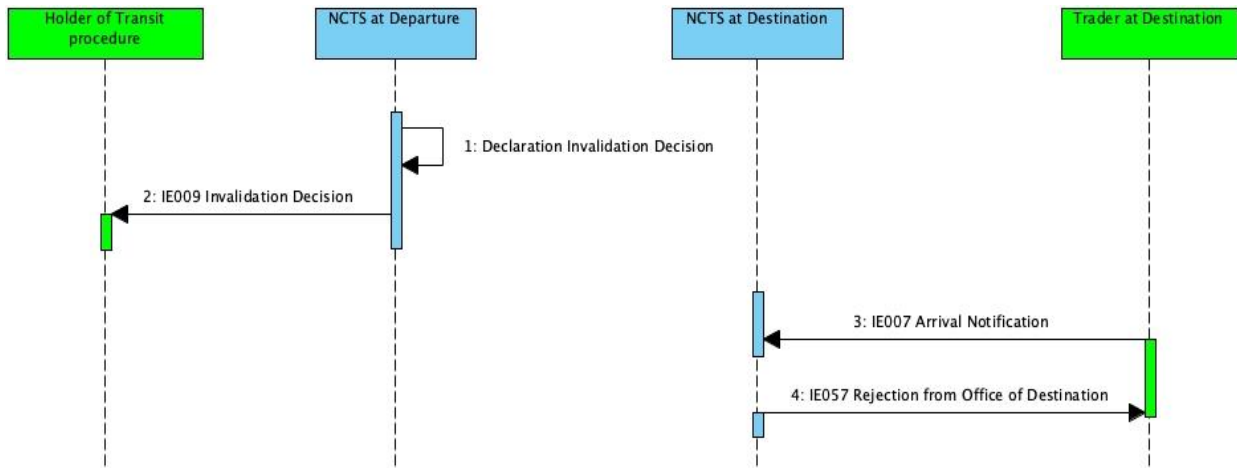 Holder of Transit
procedure
NCTS at Departure
NCTS at Destination
Trader at Destination
1: Declaration Invalidation Decision
2: IE009 Invalidation Decision
3: IE007 Arrival Notification
4: IE057 Rejection from Office of Destination